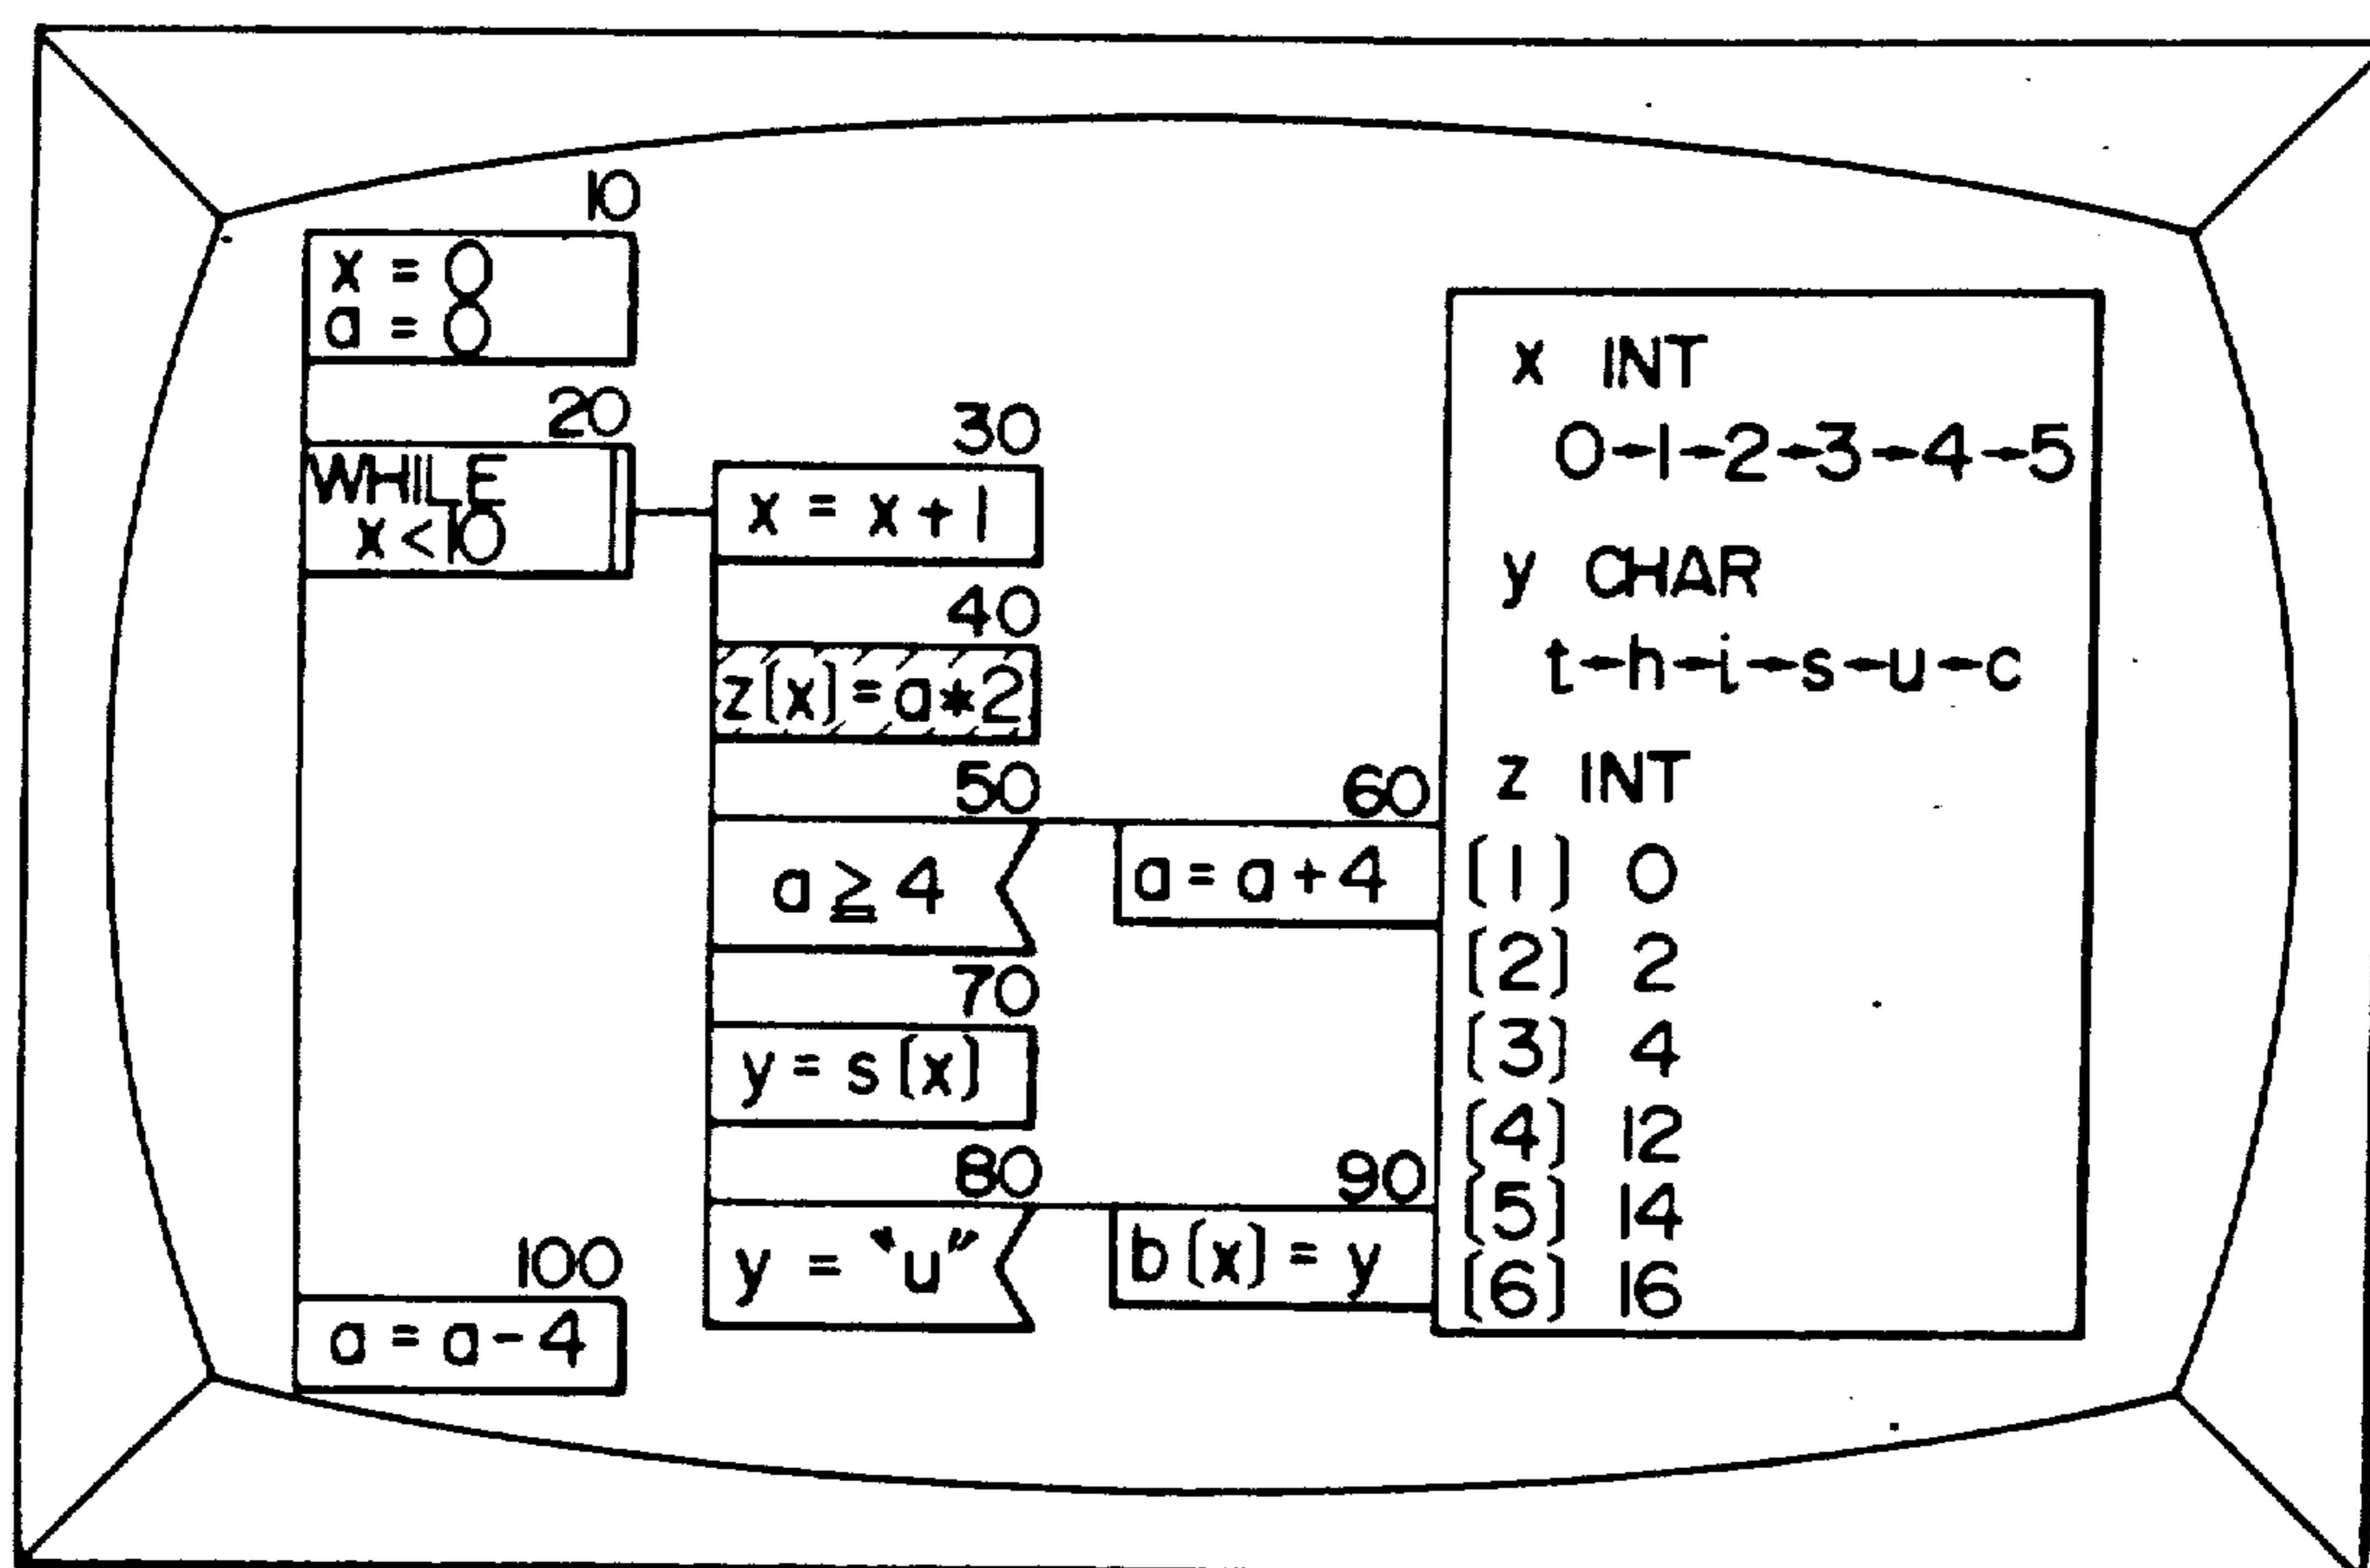 10
x = 0
a = 0
20
WHILE
x < 10
30
x = x + 1
40
z(x) = a * 2
50
a ≧ 4
60
a = a + 4
70
y = s(x)
80
y = "u"
90
b(x) = y
100
a = a - 4
x INT
0→1→2→3→4→5
y CHAR
t→h→i→s→u→c
z INT
(1) 0
(2) 2
(3) 4
(4) 12
(5) 14
(6) 16